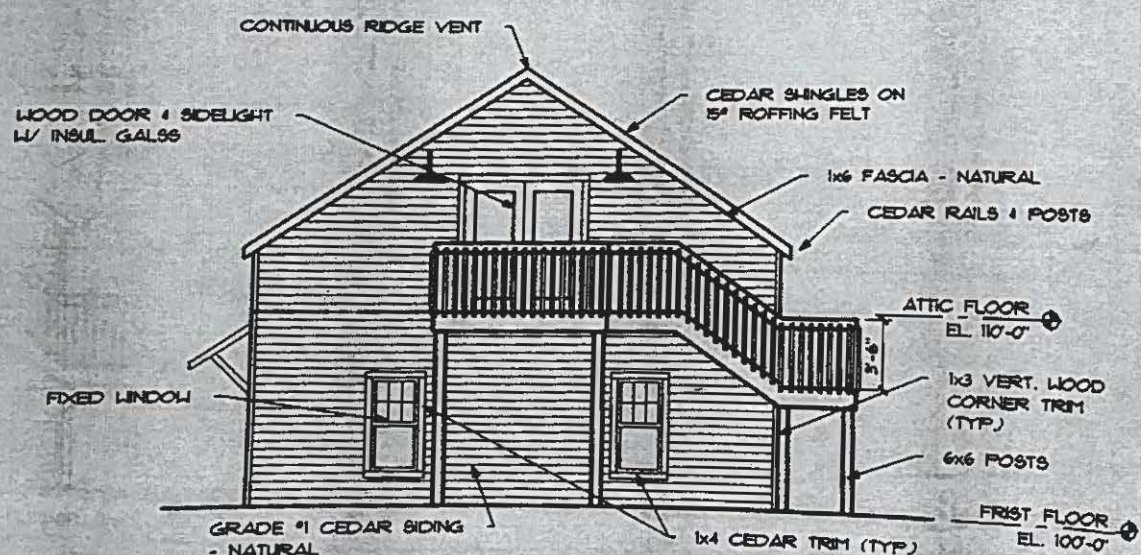 CONTINUOUS RIDGE VENT
WOOD DOOR & SIDELIGHT
W/ INSUL. GALSS
CEDAR SHINGLES ON
15# ROFFING FELT
1x6 FASCIA - NATURAL
CEDAR RAILS & POSTS
ATTIC FLOOR
EL. 110'-0"
3'-6"
FIXED WINDOW
1x3 VERT. WOOD
CORNER TRIM
(TYP.)
6x6 POSTS
GRADE #1 CEDAR SIDING
- NATURAL
1x4 CEDAR TRIM (TYP.)
FRIST FLOOR
EL. 100'-0"